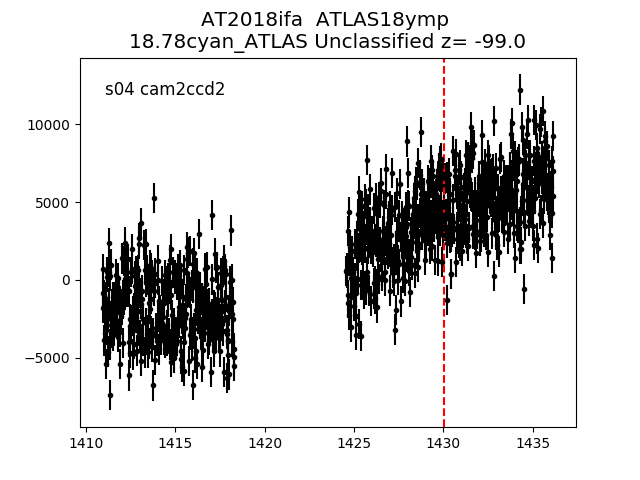 AT2018ifa  ATLAS18ymp
18.78cyan_ATLAS Unclassified z= -99.0
s04 cam2ccd2
10000
5000
0
−5000
1410 1415 1420 1425 1430 1435